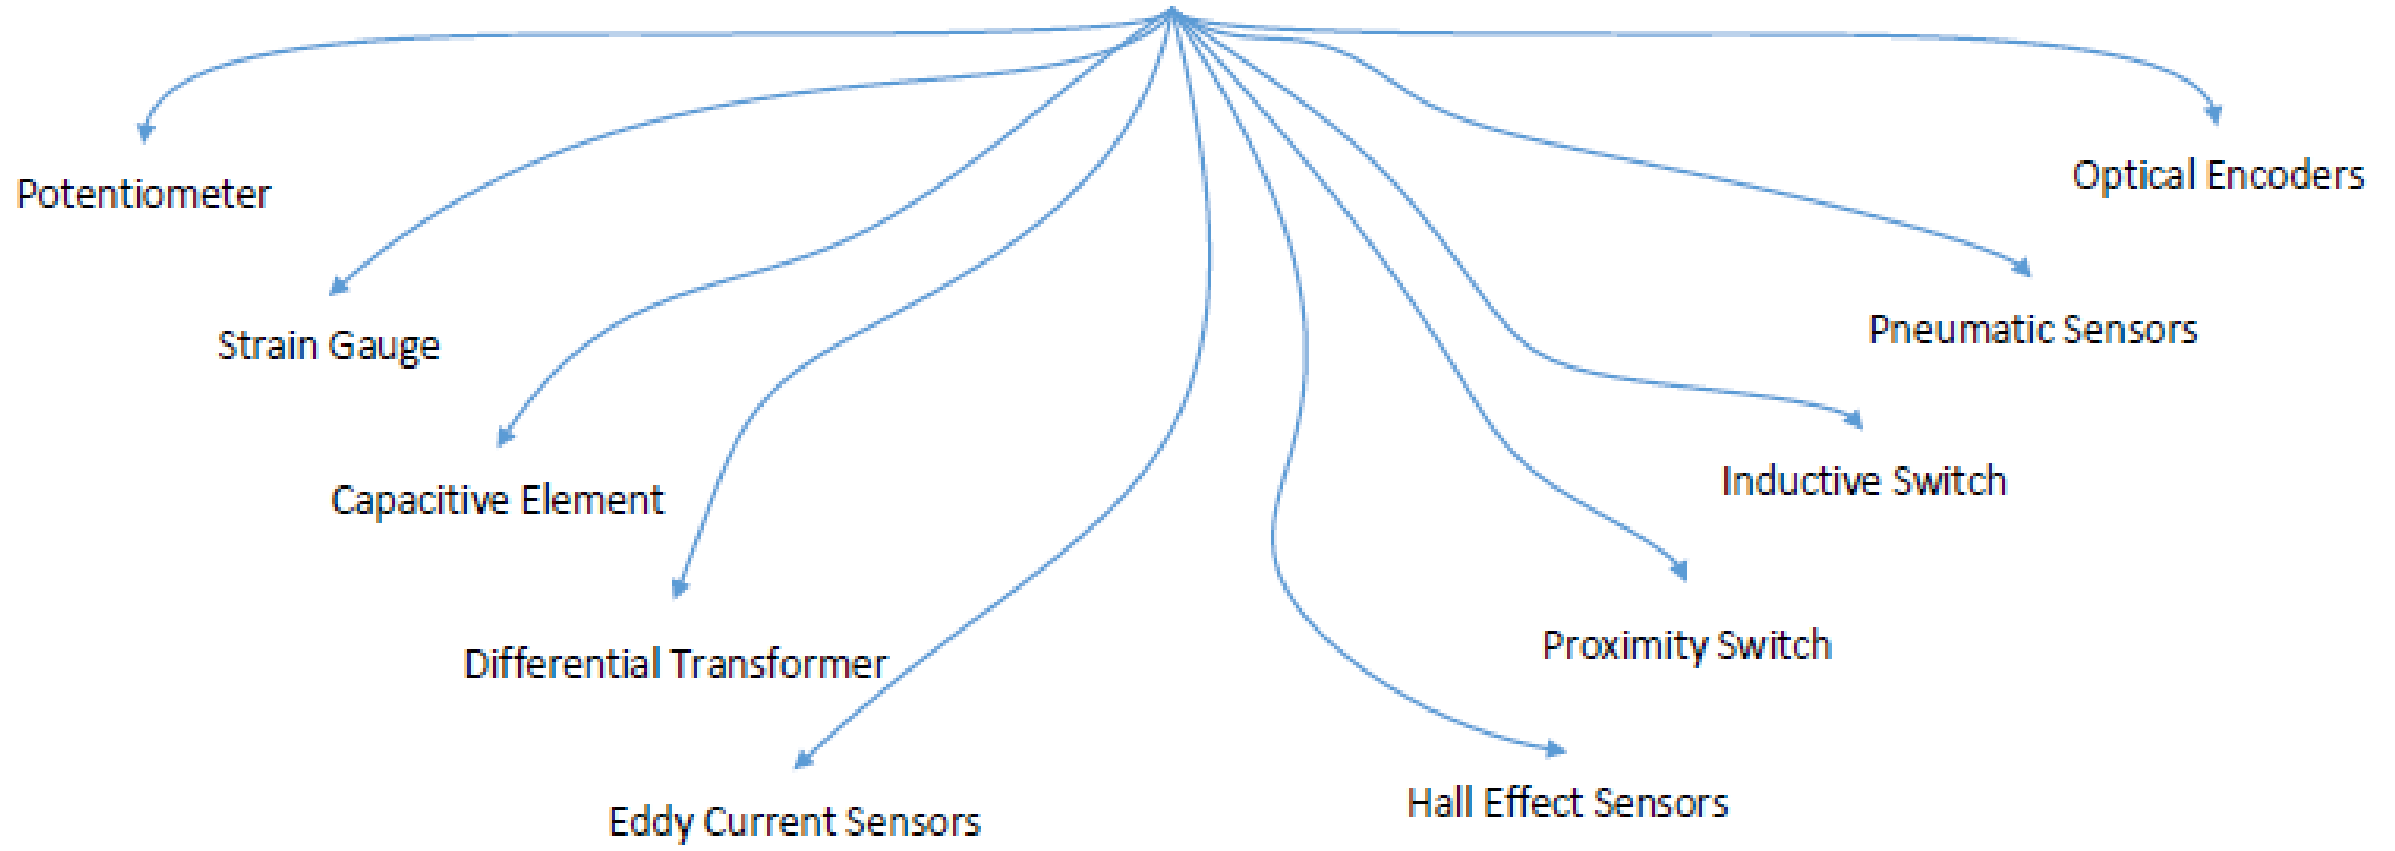 Potentiometer
Strain Gauge
Capacitive Element
Differential Transformer
Eddy Current Sensors
Hall Effect Sensors
Proximity Switch
Inductive Switch
Pneumatic Sensors
Optical Encoders